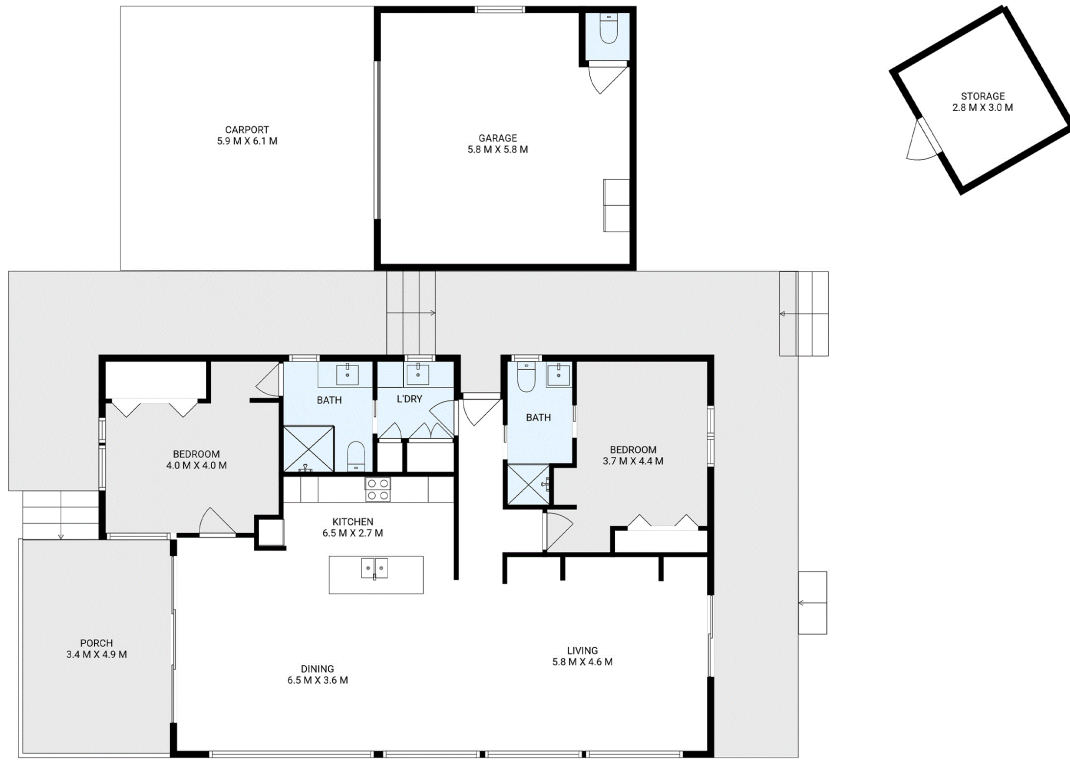 STORAGE
2.8 M X 3.0 M
CARPORT
5.9 M X 6.1 M
GARAGE
5.8 M X 5.8 M
BATH
L'DRY
BATH
BEDROOM
4.0 M X 4.0 M
BEDROOM
3.7 M X 4.4 M
KITCHEN
6.5 M X 2.7 M
PORCH
3.4 M X 4.9 M
DINING
6.5 M X 3.6 M
LIVING
5.8 M X 4.6 M